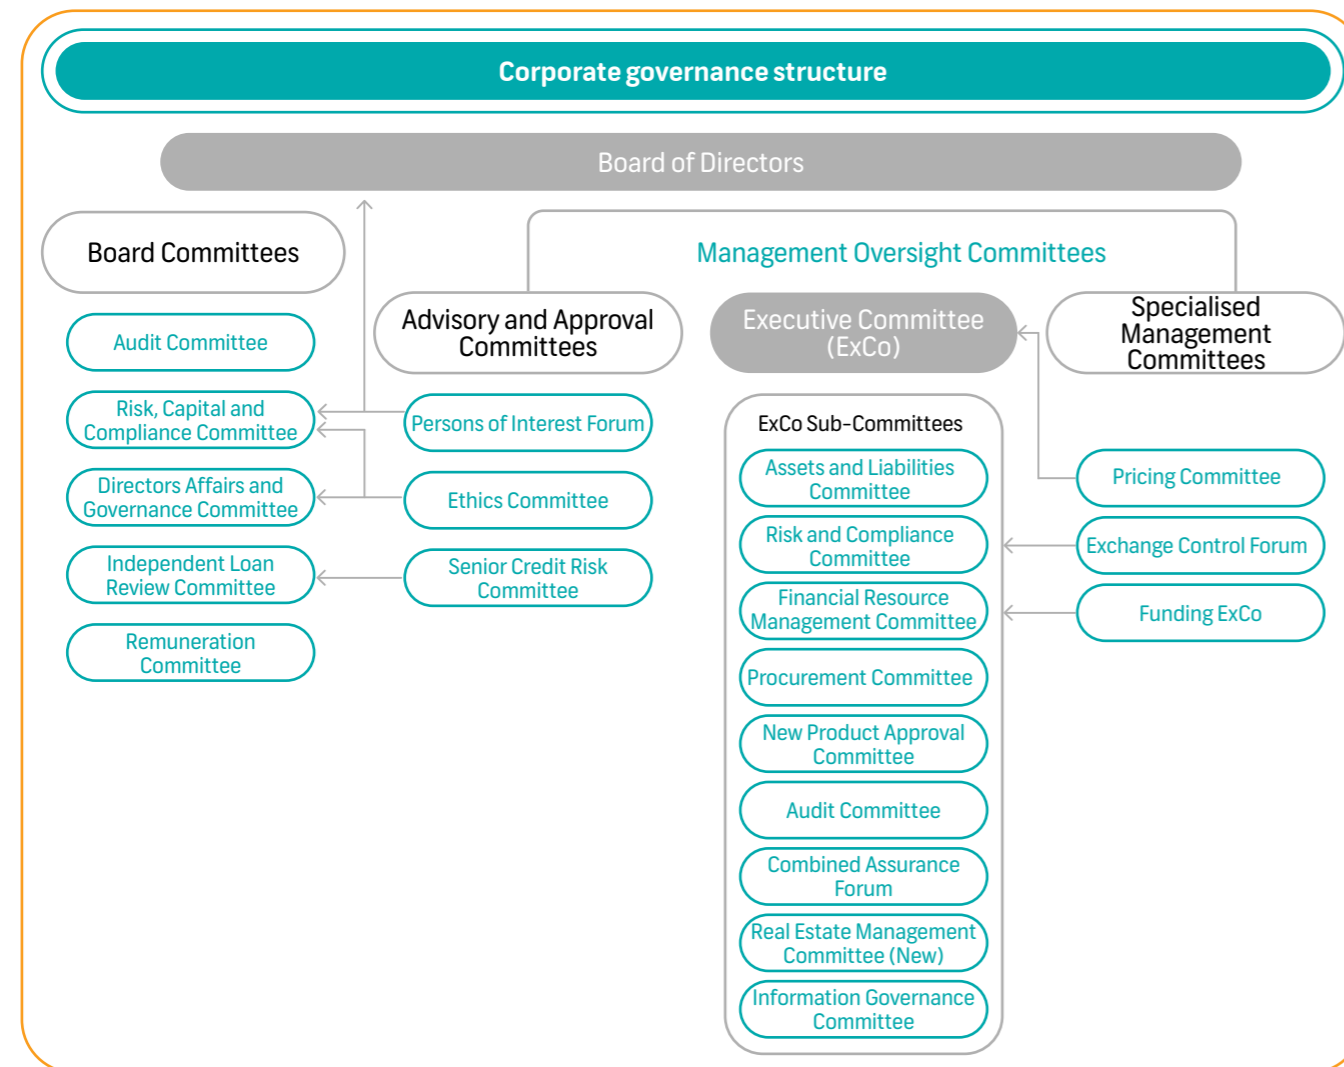 Corporate governance structure
Board of Directors
Board Committees
Audit Committee
Risk, Capital and
Compliance Committee
Directors Affairs and
Governance Committee
Independent Loan
Review Committee
Remuneration
Committee
Management Oversight Committees
Advisory and Approval
Committees
Persons of Interest Forum
Ethics Committee
Senior Credit Risk
Committee
Executive Committee
(ExCo)
ExCo Sub-Committees
Assets and Liabilities
Committee
Risk and Compliance
Committee
Financial Resource
Management Committee
Procurement Committee
New Product Approval
Committee
Audit Committee
Combined Assurance
Forum
Real Estate Management
Committee (New)
Information Governance
Committee
Specialised
Management
Committees
Pricing Committee
Exchange Control Forum
Funding ExCo